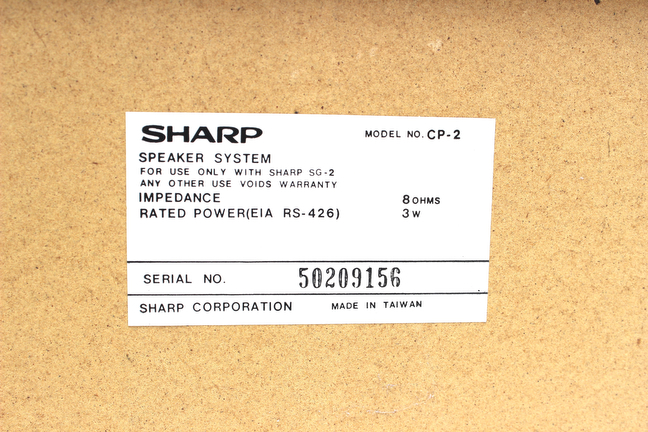 SHARP MODEL NO. CP-2
SPEAKER SYSTEM
FOR USE ONLY WITH SHARP SG-2
ANY OTHER USE VOIDS WARRANTY
IMPEDANCE 8 OHMS
RATED POWER(EIA RS-426) 3 W
SERIAL NO. 50209156
SHARP CORPORATION MADE IN TAIWAN